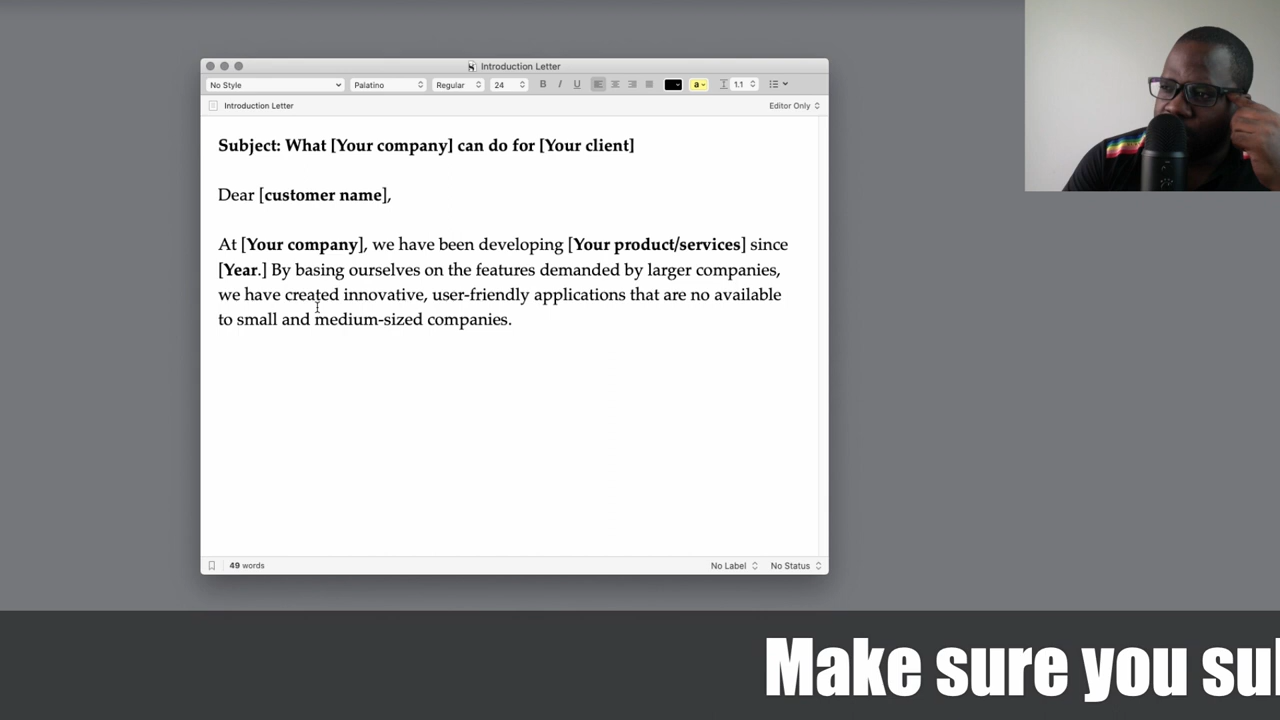 Introduction Letter
No Style Palatino Regular 24 B I U a 1.1
Introduction Letter Editor Only
Subject: What [Your company] can do for [Your client]
Dear [customer name],
At [Your company], we have been developing [Your product/services] since
[Year.] By basing ourselves on the features demanded by larger companies,
we have created innovative, user-friendly applications that are no available
to small and medium-sized companies.
49 words No Label No Status
Make sure you